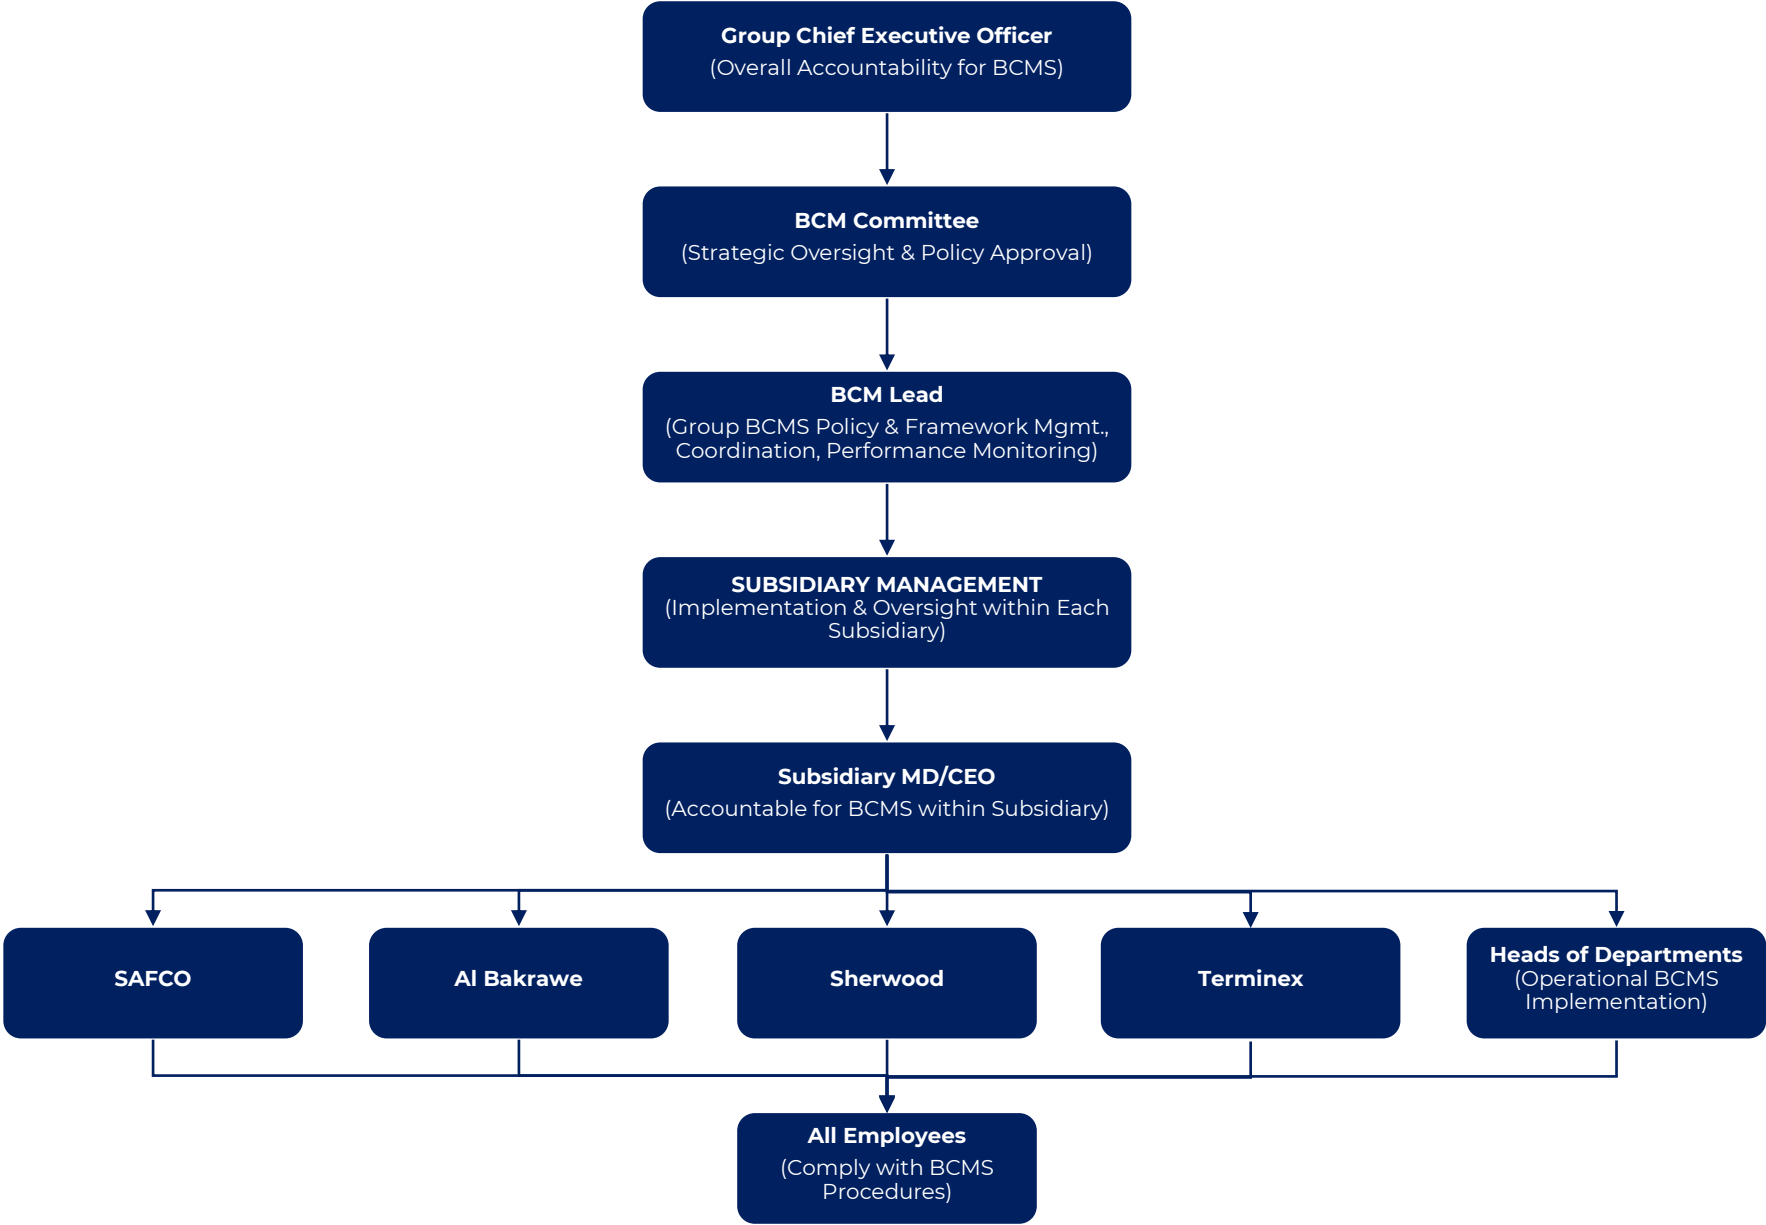 Group Chief Executive Officer
(Overall Accountability for BCMS)
BCM Committee
(Strategic Oversight & Policy Approval)
BCM Lead
(Group BCMS Policy & Framework Mgmt.,
Coordination, Performance Monitoring)
SUBSIDIARY MANAGEMENT
(Implementation & Oversight within Each
Subsidiary)
Subsidiary MD/CEO
(Accountable for BCMS within Subsidiary)
SAFCO
Al Bakrawe
Sherwood
Terminex
Heads of Departments
(Operational BCMS
Implementation)
All Employees
(Comply with BCMS
Procedures)